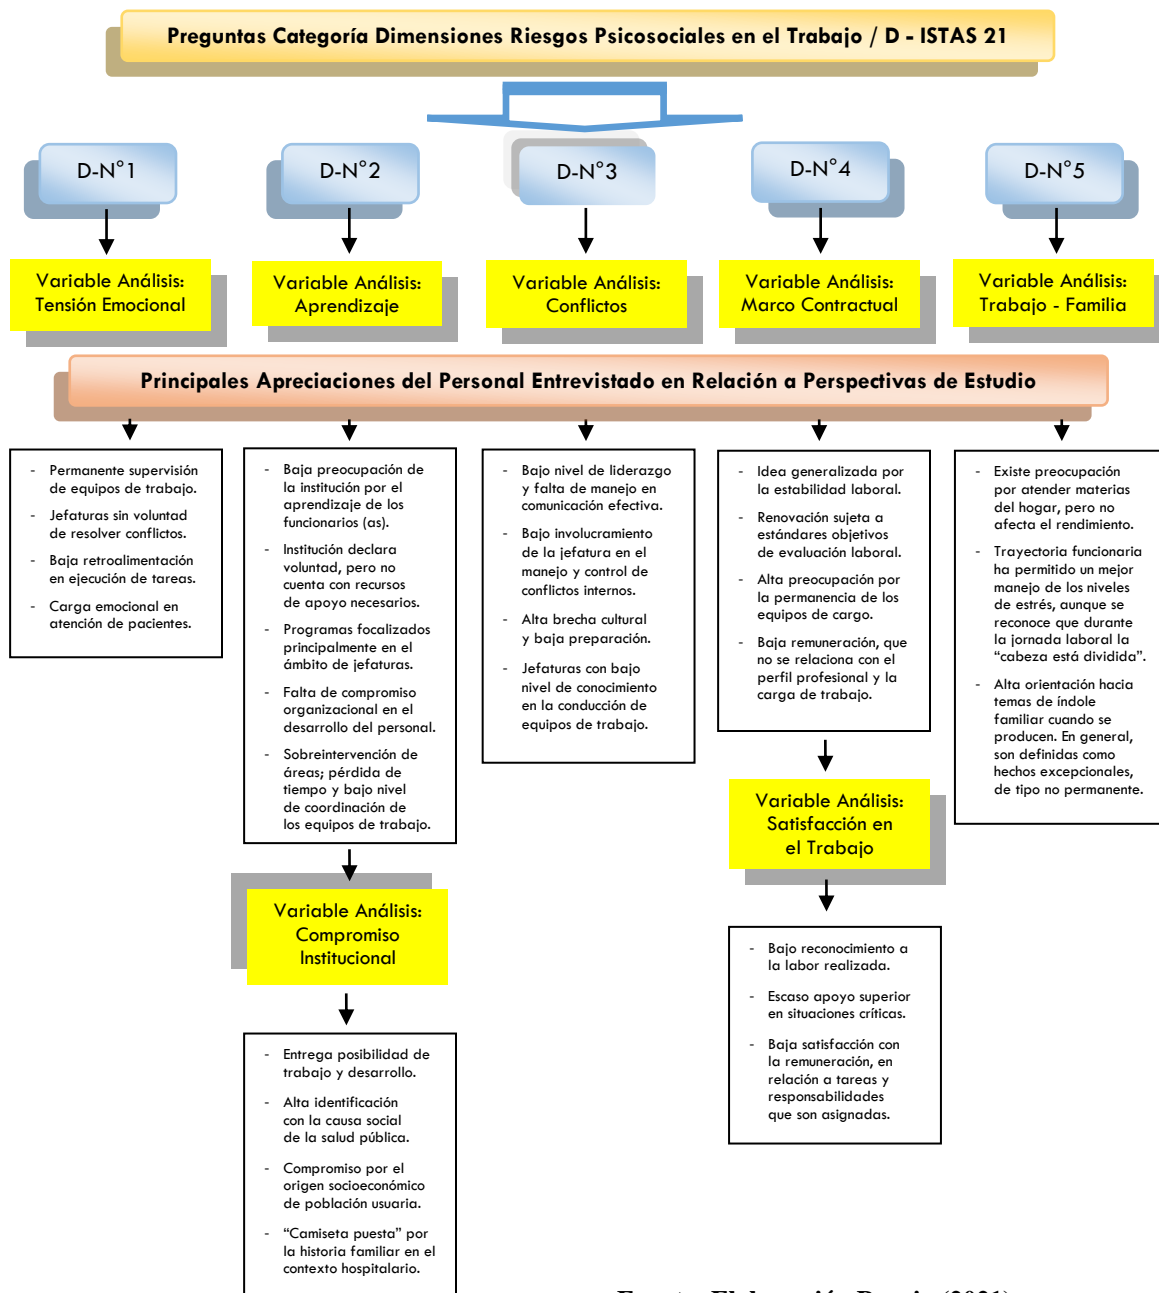 Preguntas Categoría Dimensiones Riesgos Psicosociales en el Trabajo / D - ISTAS 21
D-N°1
D-N°2
D-N°3
D-N°4
D-N°5
Variable Análisis:
Tensión Emocional
Variable Análisis:
Aprendizaje
Variable Análisis:
Conflictos
Variable Análisis:
Marco Contractual
Variable Análisis:
Trabajo - Familia
Principales Apreciaciones del Personal Entrevistado en Relación a Perspectivas de Estudio
- Permanente supervisión
de equipos de trabajo.
- Jefaturas sin voluntad
de resolver conflictos.
- Baja retroalimentación
en ejecución de tareas.
- Carga emocional en
atención de pacientes.
- Baja preocupación de
la institución por el
aprendizaje de los
funcionarios (as).
- Institución declara
voluntad, pero no
cuenta con recursos
de apoyo necesarios.
- Programas focalizados
principalmente en el
ámbito de jefaturas.
- Falta de compromiso
organizacional en el
desarrollo del personal.
- Sobreintervención de
áreas; pérdida de
tiempo y bajo nivel
de coordinación de
los equipos de trabajo.
- Bajo nivel de liderazgo
y falta de manejo en
comunicación efectiva.
- Bajo involucramiento
de la jefatura en el
manejo y control de
conflictos internos.
- Alta brecha cultural
y baja preparación.
- Jefaturas con bajo
nivel de conocimiento
en la conducción de
equipos de trabajo.
- Idea generalizada por
la estabilidad laboral.
- Renovación sujeta a
estándares objetivos
de evaluación laboral.
- Alta preocupación por
la permanencia de los
equipos de cargo.
- Baja remuneración, que
no se relaciona con el
perfil profesional y la
carga de trabajo.
- Existe preocupación
por atender materias
del hogar, pero no
afecta el rendimiento.
- Trayectoria funcionaria
ha permitido un mejor
manejo de los niveles
de estrés, aunque se
reconoce que durante
la jornada laboral la
“cabeza está dividida”.
- Alta orientación hacia
temas de índole
familiar cuando se
producen. En general,
son definidas como
hechos excepcionales,
de tipo no permanente.
Variable Análisis:
Satisfacción en
el Trabajo
Variable Análisis:
Compromiso
Institucional
- Bajo reconocimiento a
la labor realizada.
- Escaso apoyo superior
en situaciones críticas.
- Baja satisfacción con
la remuneración, en
relación a tareas y
responsabilidades
que son asignadas.
- Entrega posibilidad de
trabajo y desarrollo.
- Alta identificación
con la causa social
de la salud pública.
- Compromiso por el
origen socioeconómico
de población usuaria.
- “Camiseta puesta” por
la historia familiar en el
contexto hospitalario.
Fuente: Elaboración Propia (2021)